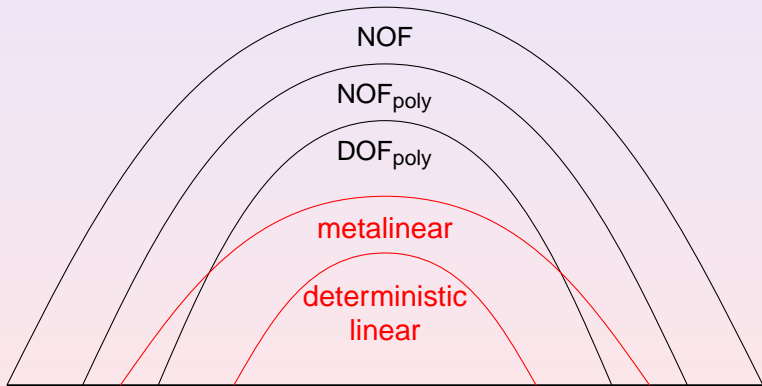 NOF
NOFpoly
DOFpoly
metalinear
deterministic
linear